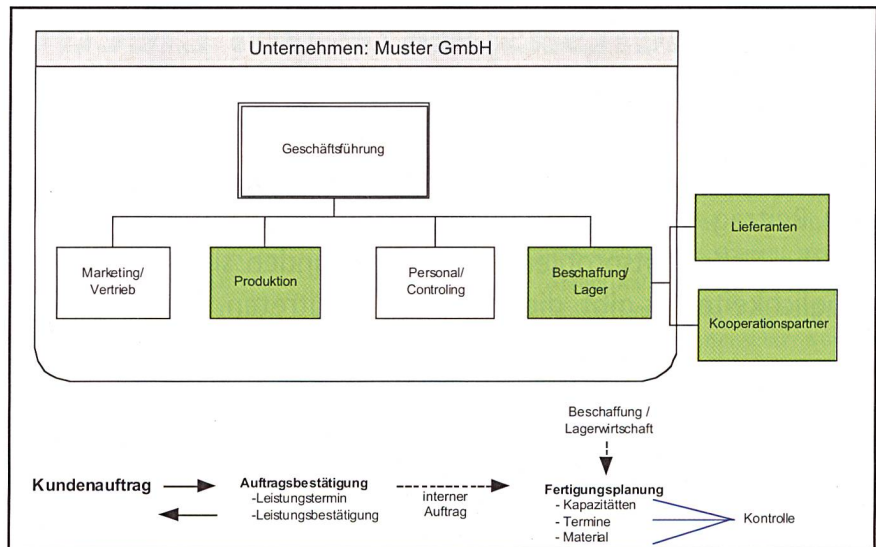 Unternehmen: Muster GmbH
Geschäftsführung
Marketing/
Vertrieb
Produktion
Personal/
Controling
Beschaffung/
Lager
Lieferanten
Kooperationspartner
Beschaffung /
Lagerwirtschaft
Kundenauftrag
Auftragsbestätigung
-Leistungstermin
-Leistungsbestätigung
interner
Auftrag
Fertigungsplanung
- Kapazitätten
- Termine
- Material
Kontrolle